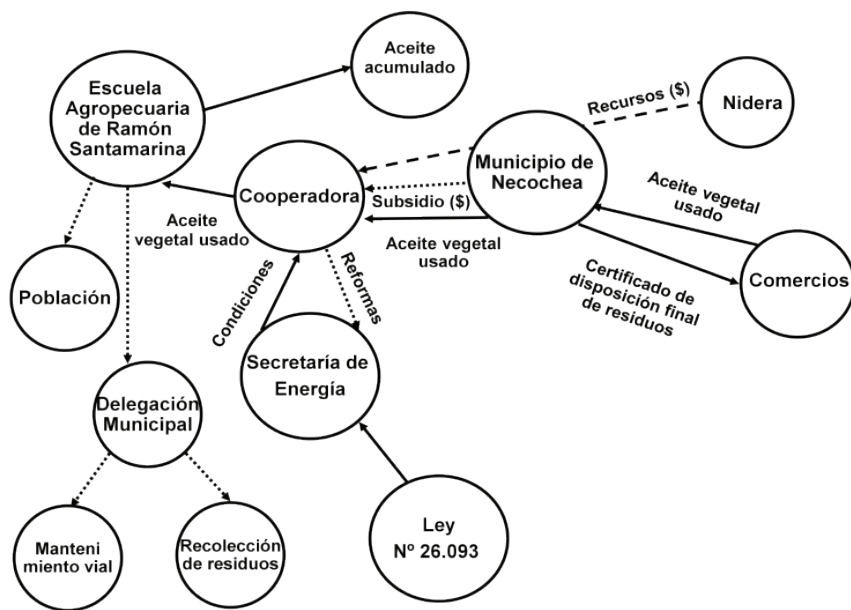 Aceite
acumulado
Escuela
Agropecuaria
de Ramón
Santamarina
Recursos ($)
Nidera
Municipio de
Necochea
Cooperadora
Subsidio ($)
Aceite vegetal
usado
Aceite
vegetal usado
Aceite vegetal
usado
Certificado de
disposición final
de residuos
Comercios
Población
Condiciones
Reformas
Secretaría de
Energía
Delegación
Municipal
Ley
Nº 26.093
Manteni
miento vial
Recolección
de residuos